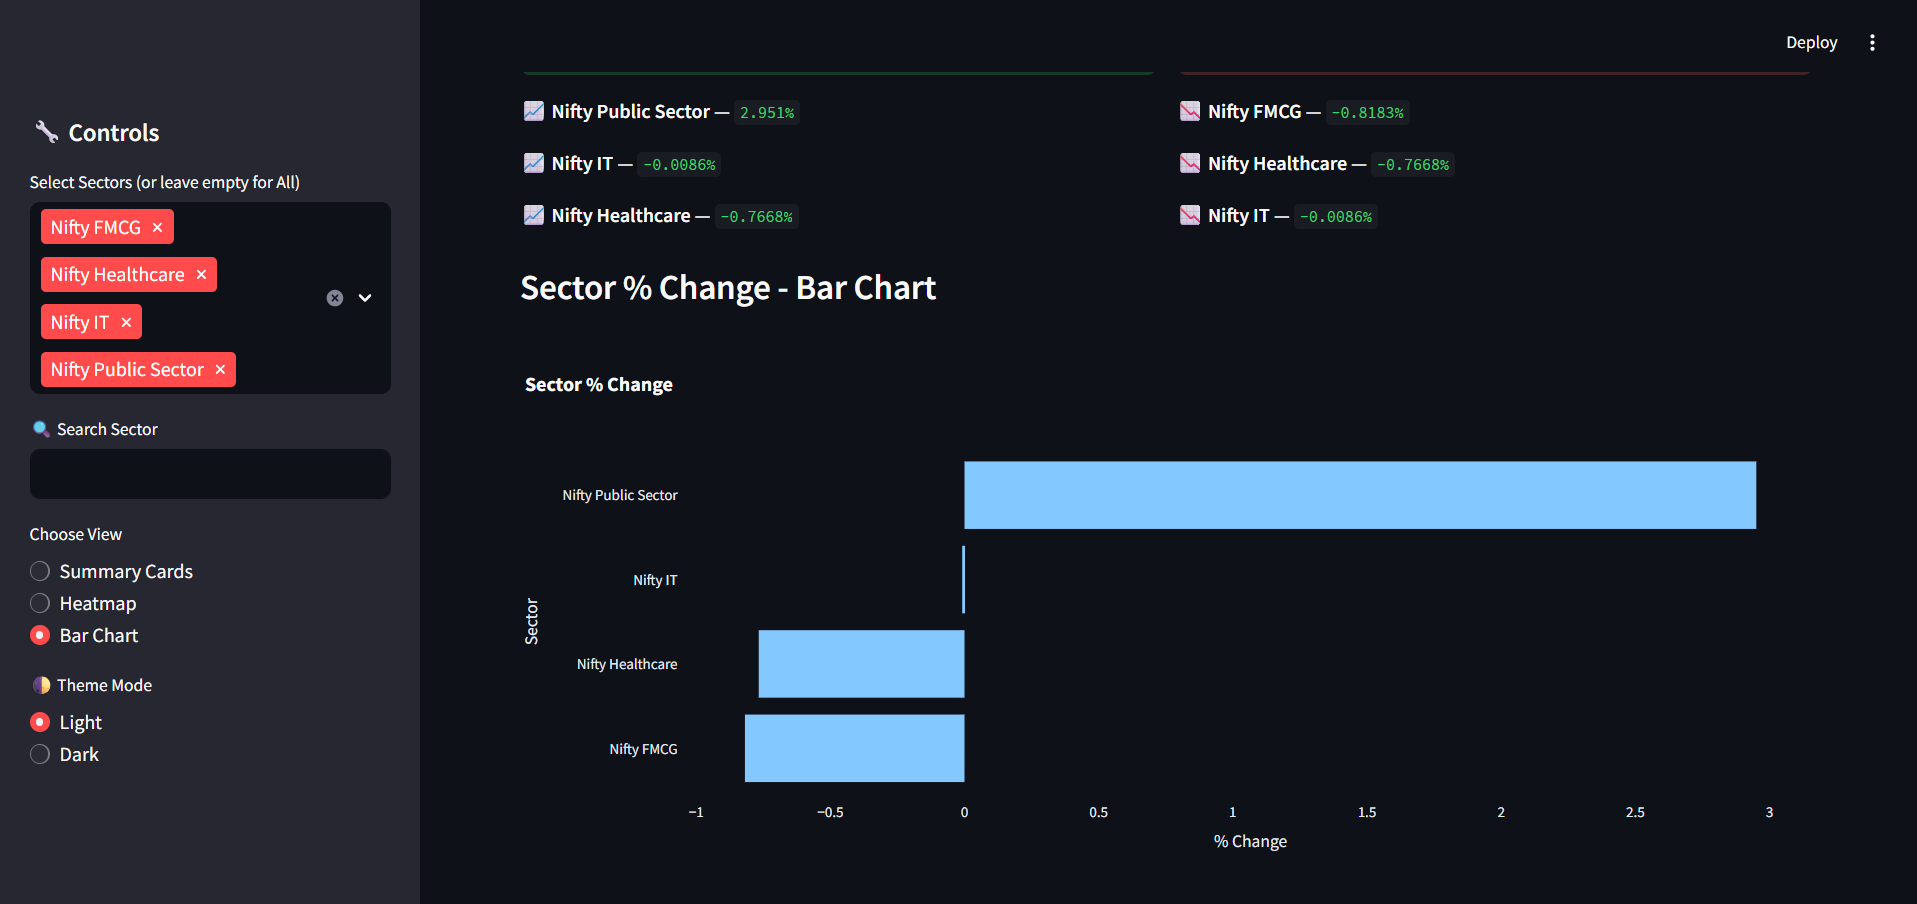 Deploy
Controls
Select Sectors (or leave empty for All)
Nifty FMCG ×
Nifty Healthcare ×
Nifty IT ×
Nifty Public Sector ×
Search Sector
Choose View
Summary Cards
Heatmap
Bar Chart
Theme Mode
Light
Dark
Nifty Public Sector — 2.951%
Nifty IT — -0.0086%
Nifty Healthcare — -0.7668%
Nifty FMCG — -0.8183%
Nifty Healthcare — -0.7668%
Nifty IT — -0.0086%
Sector % Change - Bar Chart
Sector % Change
Sector
Nifty Public Sector
Nifty IT
Nifty Healthcare
Nifty FMCG
−1 −0.5 0 0.5 1 1.5 2 2.5 3
% Change